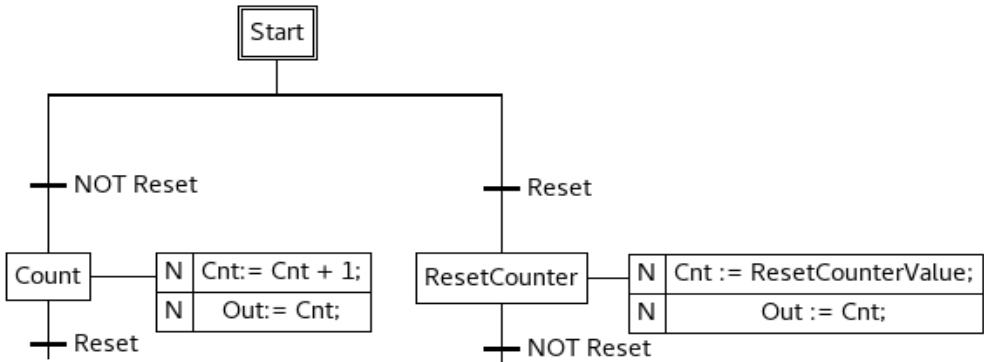 Start
NOT Reset
Reset
Count
N Cnt:= Cnt + 1;
N Out:= Cnt;
ResetCounter
N Cnt := ResetCounterValue;
N Out := Cnt;
Reset
NOT Reset